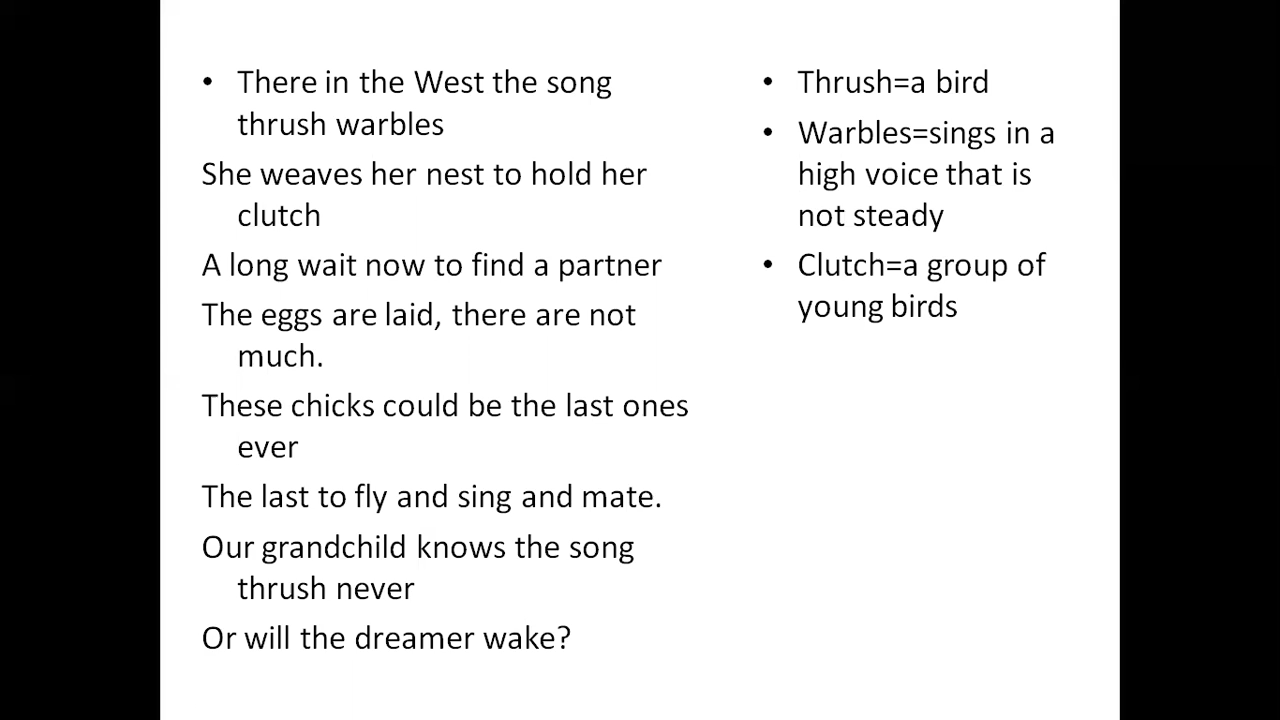 • There in the West the song
thrush warbles
She weaves her nest to hold her
clutch
A long wait now to find a partner
The eggs are laid, there are not
much.
These chicks could be the last ones
ever
The last to fly and sing and mate.
Our grandchild knows the song
thrush never
Or will the dreamer wake?
• Thrush=a bird
• Warbles=sings in a
high voice that is
not steady
• Clutch=a group of
young birds